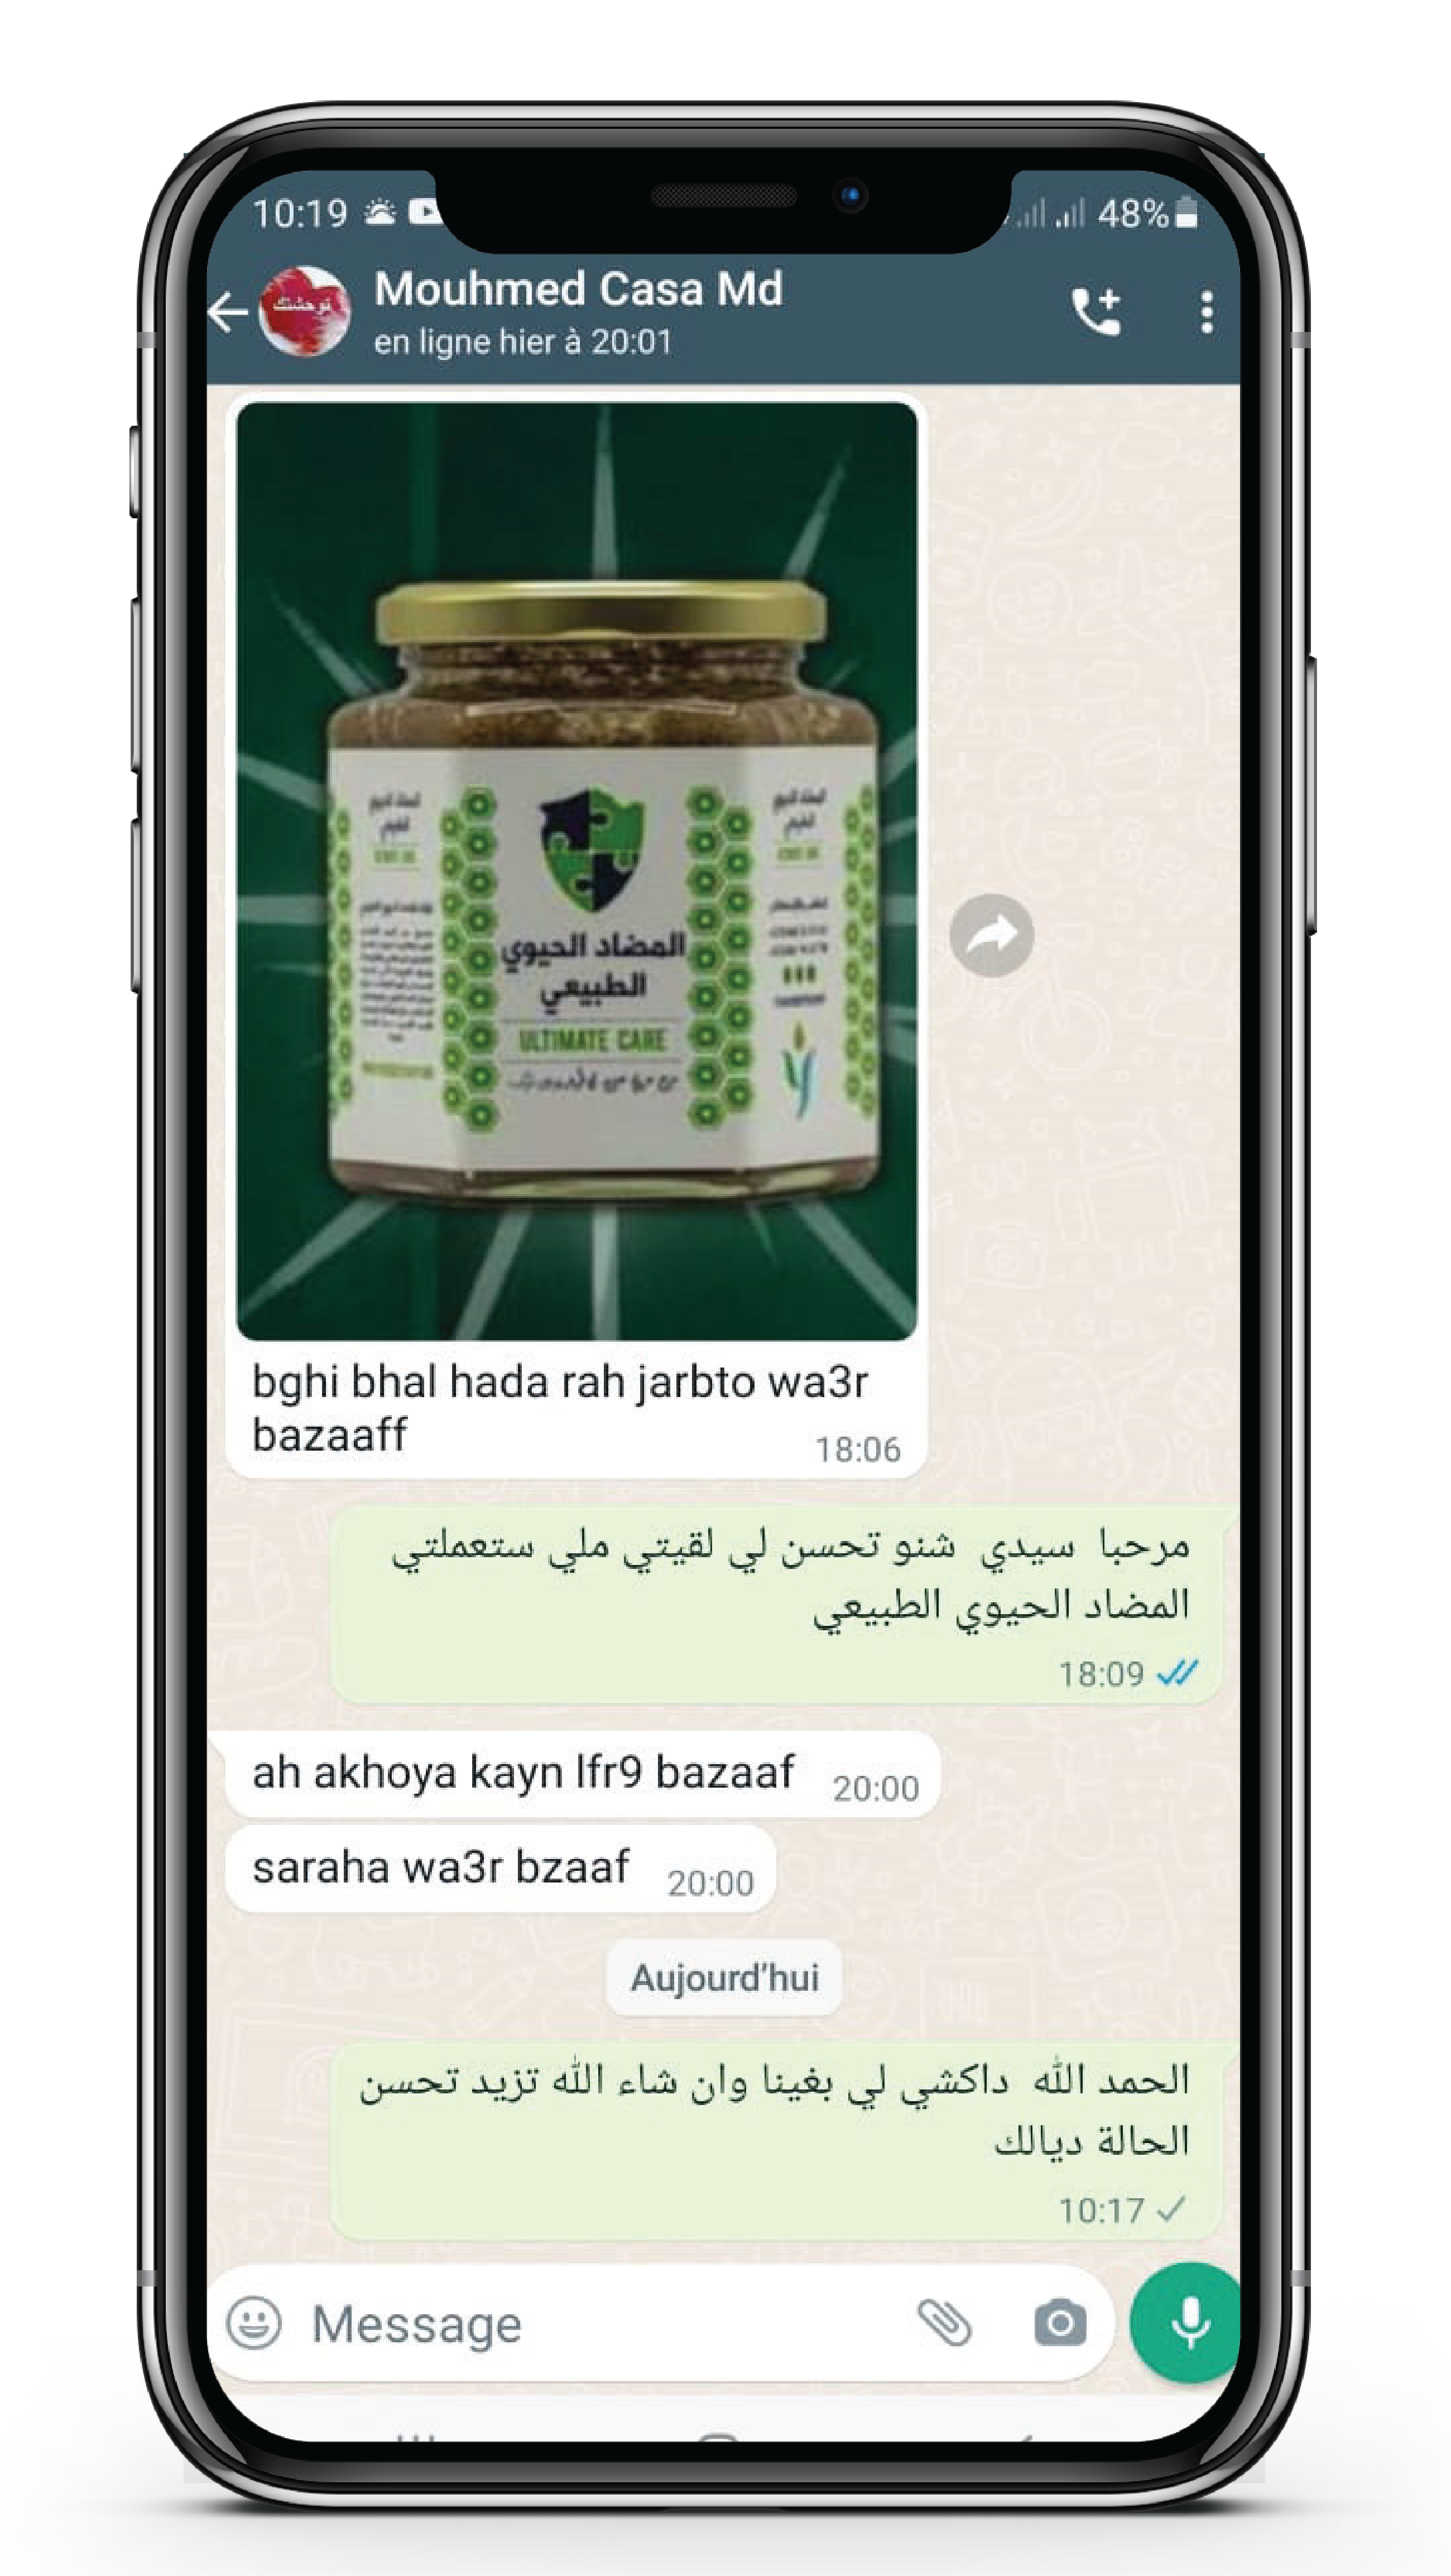 10:19
48%
توحشتك
Mouhmed Casa Md
en ligne hier à 20:01
المضاد الحيوي
الطبيعي
ULTIMATE CARE
bghi bhal hada rah jarbto wa3r
bazaaff
18:06
مرحبا سيدي شنو تحسن لي لقيتي ملي ستعملتي
المضاد الحيوي الطبيعي
18:09
ah akhoya kayn lfr9 bazaaf 20:00
saraha wa3r bzaaf 20:00
Aujourd'hui
الحمد الله داكشي لي بغينا وان شاء الله تزيد تحسن
الحالة ديالك
10:17
Message